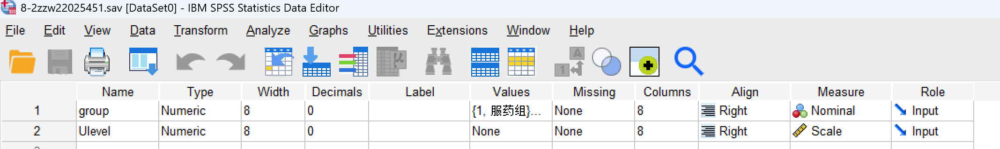 8-2zzw22025451.sav [DataSet0] - IBM SPSS Statistics Data Editor
File Edit View Data Transform Analyze Graphs Utilities Extensions Window Help
Name Type Width Decimals Label Values Missing Columns Align Measure Role
1 group Numeric 8 0 {1, 服药组}... None 8 Right Nominal Input
2 Ulevel Numeric 8 0 None None 8 Right Scale Input